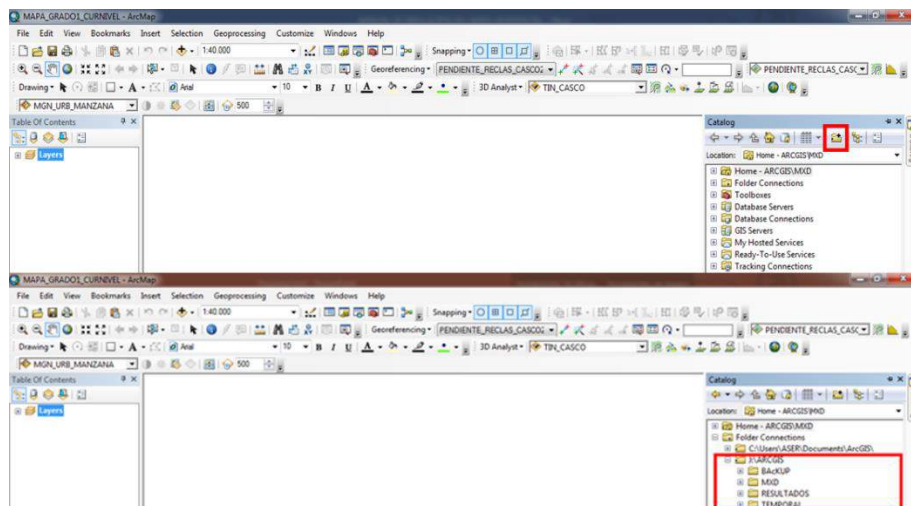 MAPA_GRADO1_CURNIVEL - ArcMap
File Edit View Bookmarks Insert Selection Geoprocessing Customize Windows Help
1:40.000 Snapping
Georeferencing PENDIENTE_RECLAS_CASCO2 PENDIENTE_RECLAS_CASC
Drawing A Arial 10 B I U A 3D Analyst TIN_CASCO
MGN_URB_MANZANA 500
Table Of Contents
Layers
Catalog
Location: Home - ARCGIS\MXD
Home - ARCGIS\MXD
Folder Connections
Toolboxes
Database Servers
Database Connections
GIS Servers
My Hosted Services
Ready-To-Use Services
Tracking Connections
MAPA_GRADO1_CURNIVEL - ArcMap
File Edit View Bookmarks Insert Selection Geoprocessing Customize Windows Help
1:40.000 Snapping
Georeferencing PENDIENTE_RECLAS_CASCO2 PENDIENTE_RECLAS_CASC
Drawing A Arial 10 B I U A 3D Analyst TIN_CASCO
MGN_URB_MANZANA 500
Table Of Contents
Layers
Catalog
Location: Home - ARCGIS\MXD
Home - ARCGIS\MXD
Folder Connections
C:\Users\ASER\Documents\ArcGIS\
J:\ARCGIS
BAcKUP
MXD
RESULTADOS
TEMPORAL